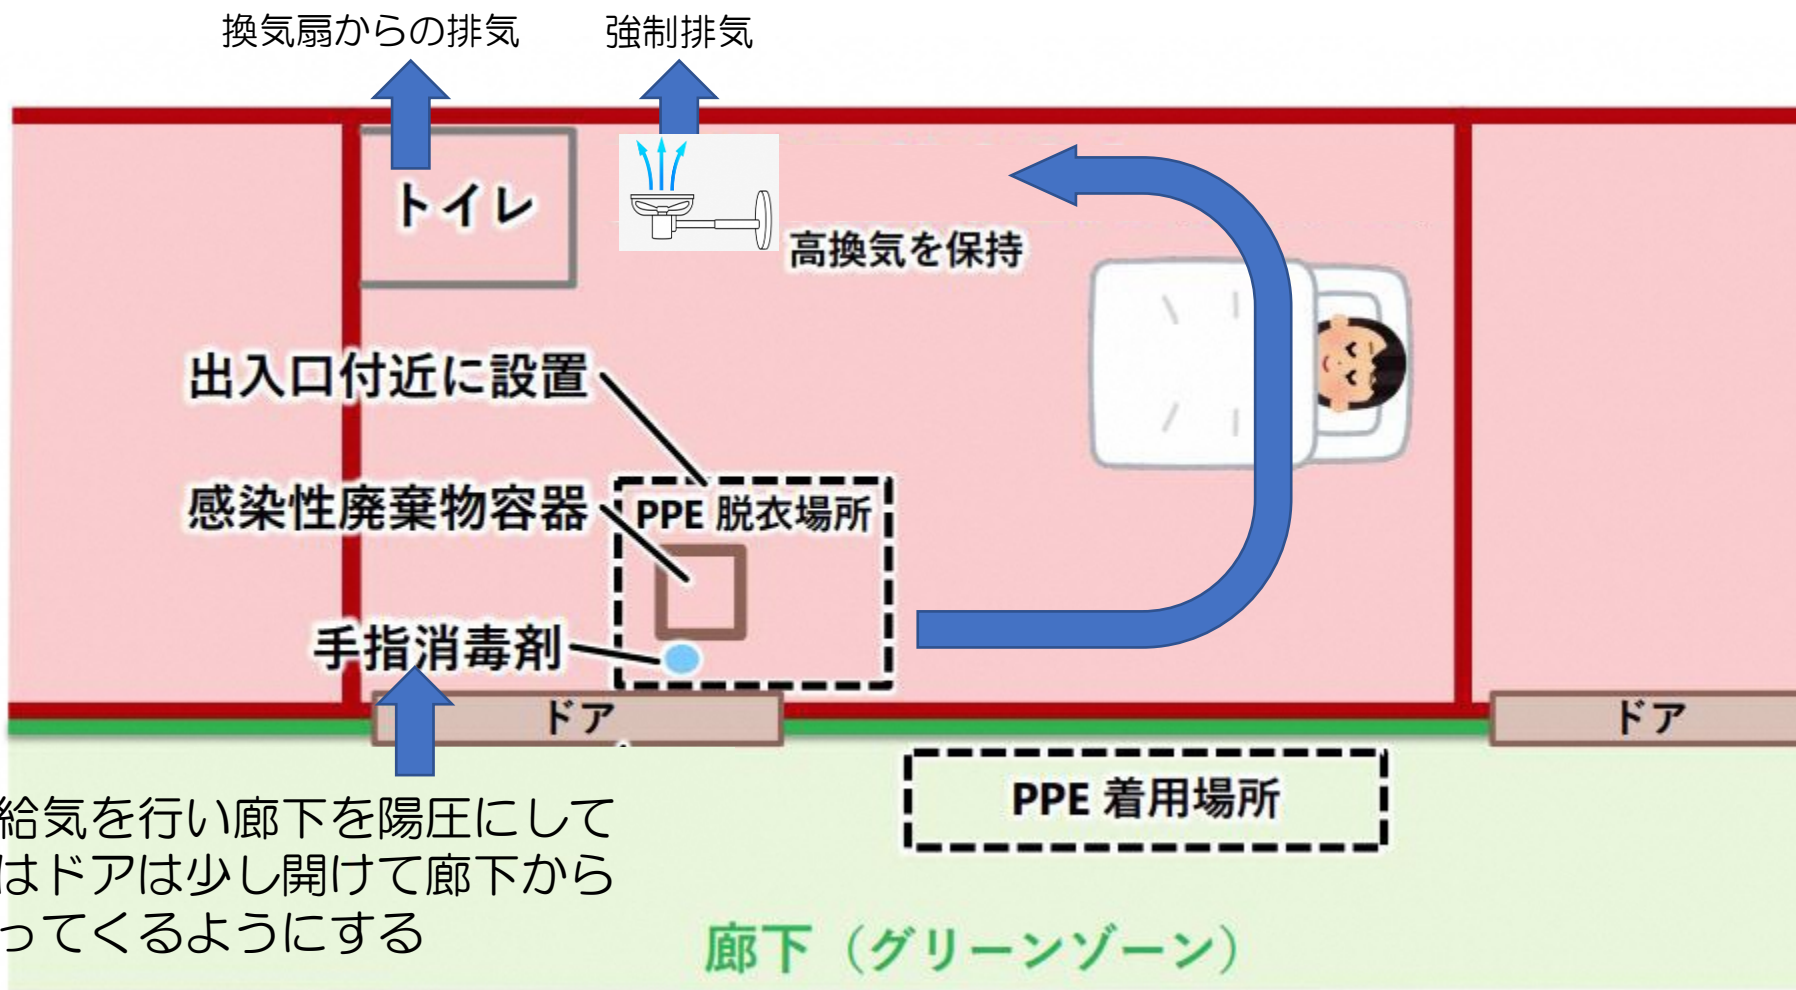 換気扇からの排気
強制排気
トイレ
高換気を保持
出入口付近に設置
感染性廃棄物容器
PPE 脱衣場所
手指消毒剤
ドア
ドア
PPE 着用場所
給気を行い廊下を陽圧にして
はドアは少し開けて廊下から
ってくるようにする
廊下（グリーンゾーン）